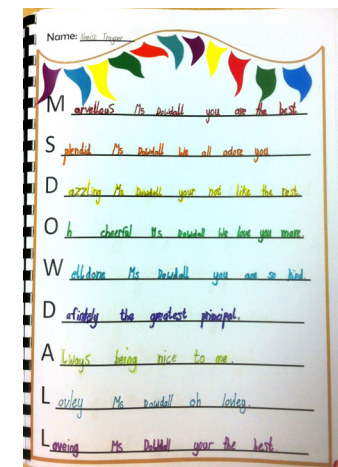 Name: Tregor
Marvellous Ms Dowdall you are the best.
Splendid Ms Dowdall We all adore you
Dazzling Ms Dowdall your not like the rest.
Oh cheerful Ms Dowdall We love you more.
Welldone Ms Dowdall you are so kind.
Dafintely the greatest principal.
Always being nice to me.
Lovley Ms Dowdall oh lovley.
Loveing Ms Dowdall your the best.